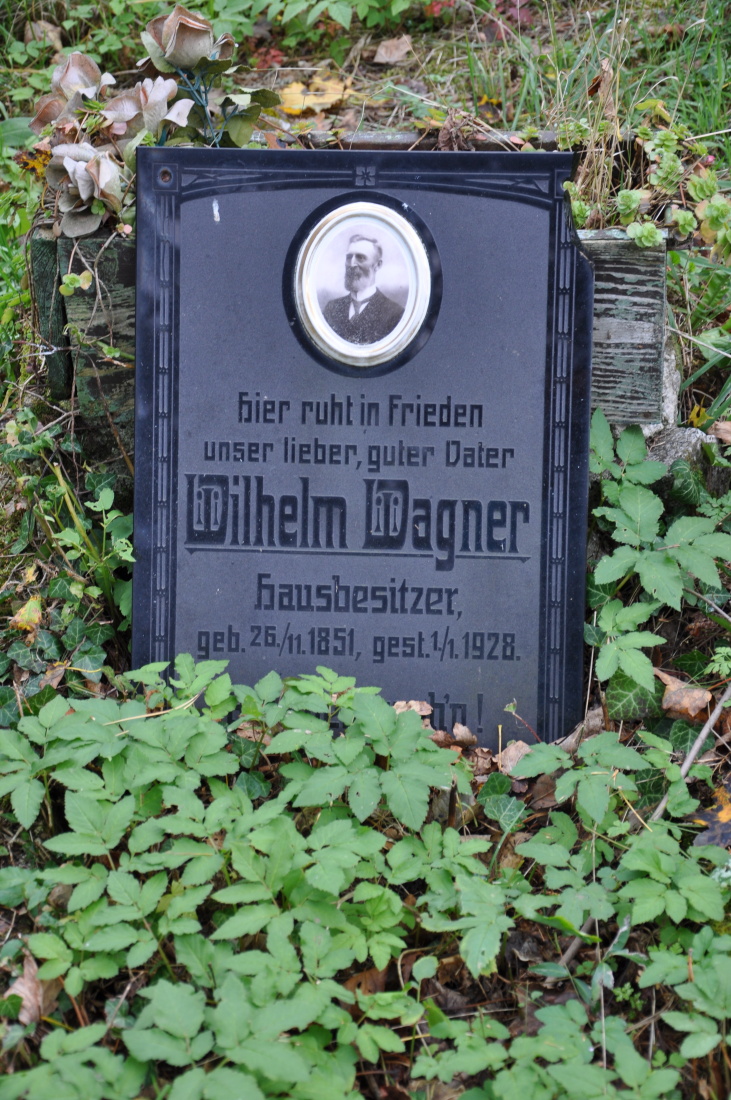 Hier ruht in Frieden
unser lieber, guter Vater
Wilhelm Wagner
Hausbesitzer,
geb. 26./11. 1851, gest. 1./1. 1928.